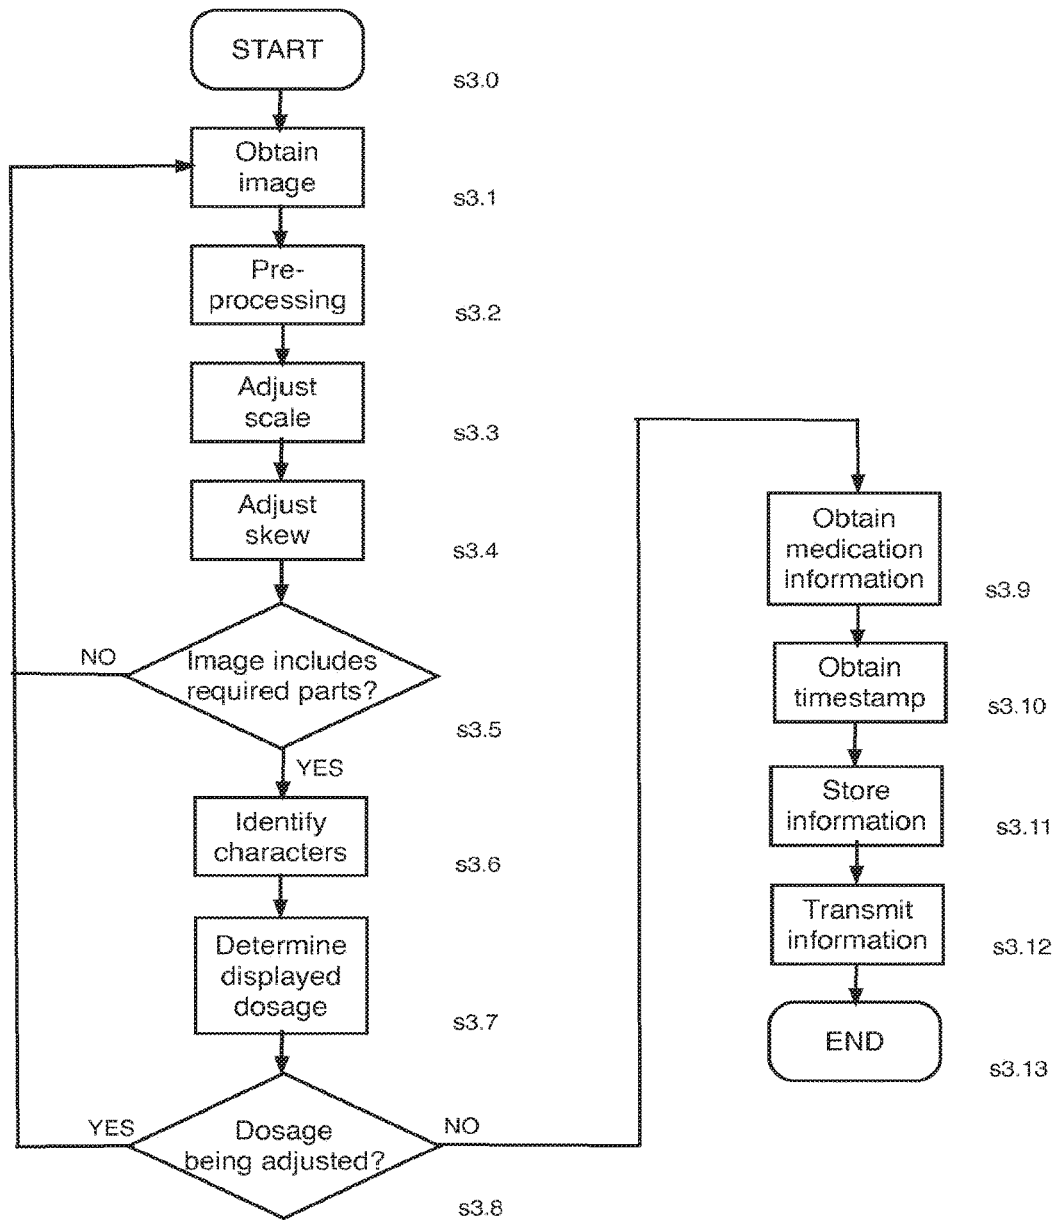 START
s3.0
Obtain
image
s3.1
Pre-
processing
s3.2
Adjust
scale
s3.3
Adjust
skew
s3.4
NO
Image includes
required parts?
s3.5
YES
Identify
characters
s3.6
Determine
displayed
dosage
s3.7
YES
Dosage
being adjusted?
NO
s3.8
Obtain
medication
information
s3.9
Obtain
timestamp
s3.10
Store
information
s3.11
Transmit
information
s3.12
END
s3.13